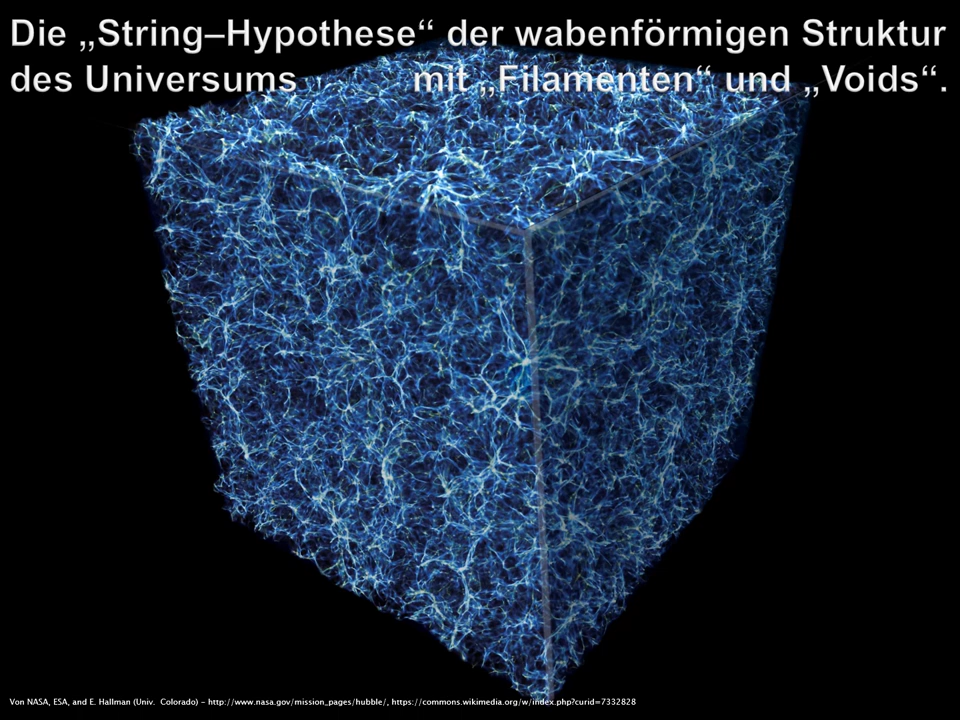 Die „String–Hypothese“ der wabenförmigen Struktur
des Universums mit „Filamenten“ und „Voids“.
Von NASA, ESA, and E. Hallman (Univ. Colorado) – http://www.nasa.gov/mission_pages/hubble/, https://commons.wikimedia.org/w/index.php?curid=7332828